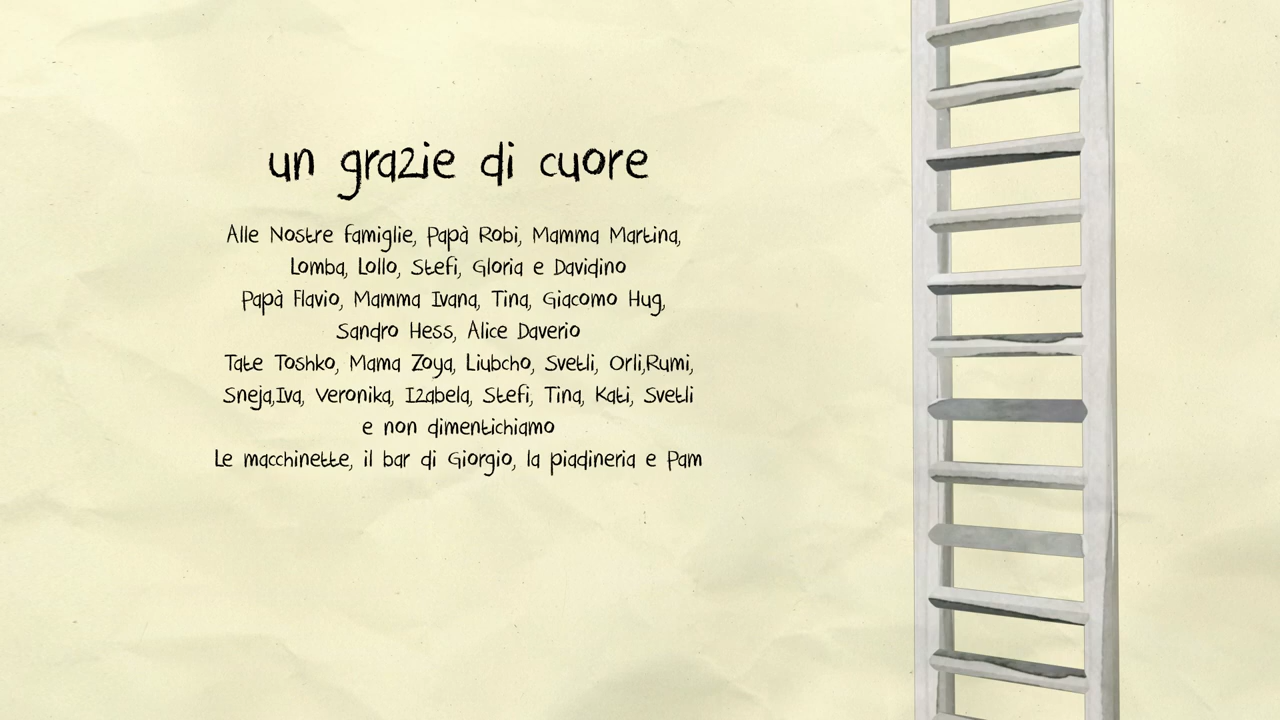 un grazie di cuore
Alle Nostre famiglie, Papà Robi, Mamma Martina,
Lomba, Lollo, Stefi, Gloria e Davidino
Papà Flavio, Mamma Ivana, Tina, Giacomo Hug,
Sandro Hess, Alice Daverio
Tate Toshko, Mama Zoya, Liubcho, Svetli, Orli,Rumi,
Sneja,Iva, Veronika, Izabela, Stefi, Tina, Kati, Svetli
e non dimentichiamo
Le macchinette, il bar di Giorgio, la piadineria e Pam